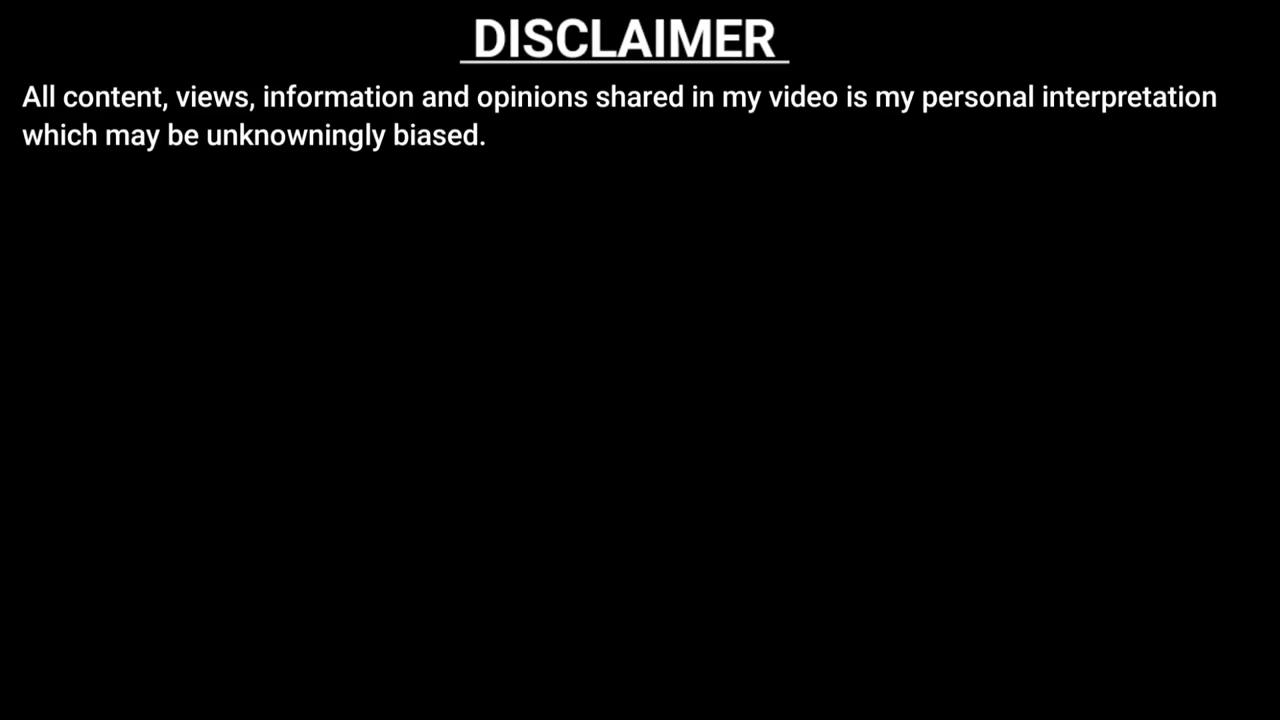 DISCLAIMER
All content, views, information and opinions shared in my video is my personal interpretation
which may be unknowningly biased.